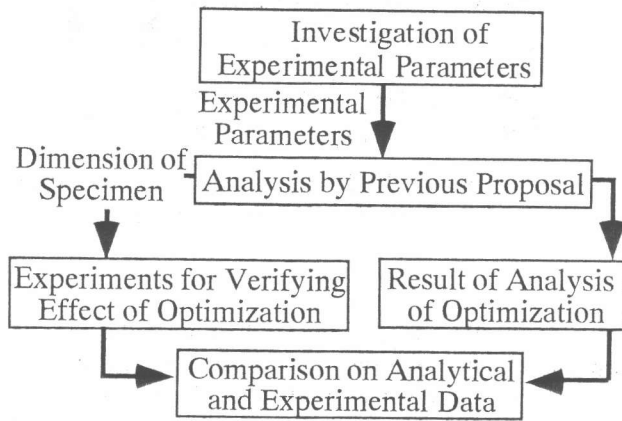 Investigation of
Experimental Parameters
Experimental
Parameters
Dimension of
Specimen
Analysis by Previous Proposal
Experiments for Verifying
Effect of Optimization
Result of Analysis
of Optimization
Comparison on Analytical
and Experimental Data